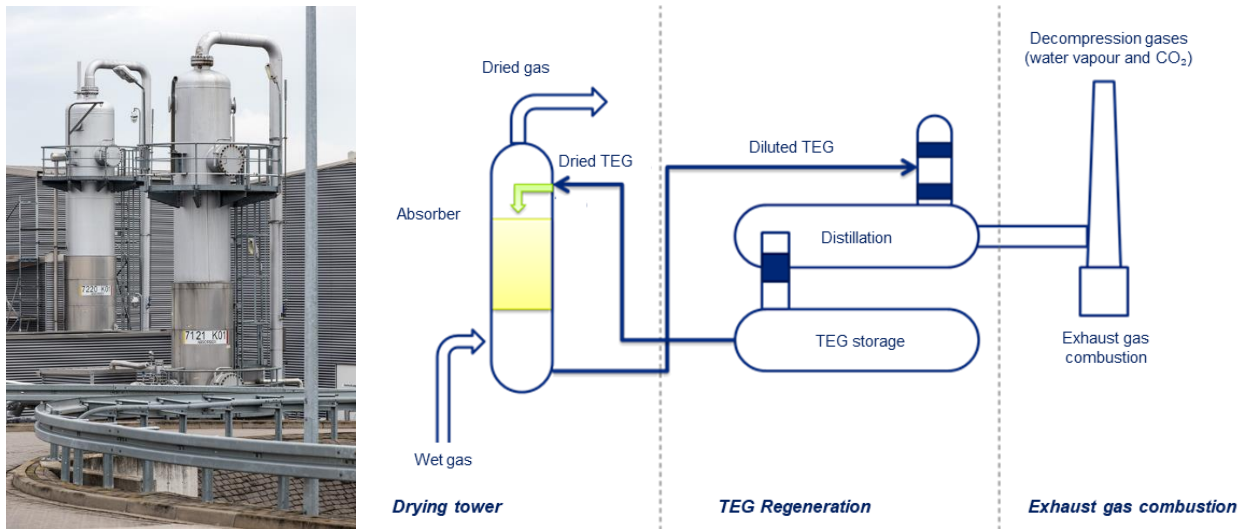 7220 K01
7121 K01
Dried gas
Dried TEG
Absorber
Wet gas
Drying tower
Diluted TEG
Distillation
TEG storage
TEG Regeneration
Decompression gases
(water vapour and CO₂)
Exhaust gas
combustion
Exhaust gas combustion